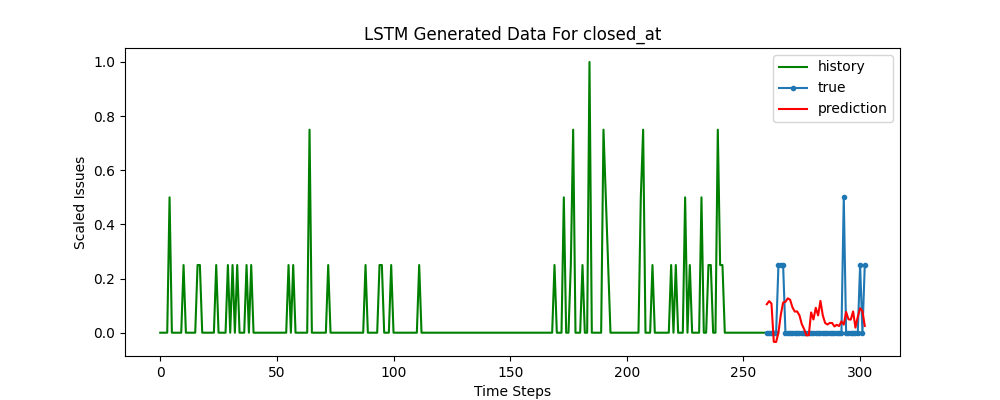 LSTM Generated Data For closed_at
history
true
prediction
1.0
0.8
0.6
0.4
0.2
0.0
Scaled Issues
0 50 100 150 200 250 300
Time Steps